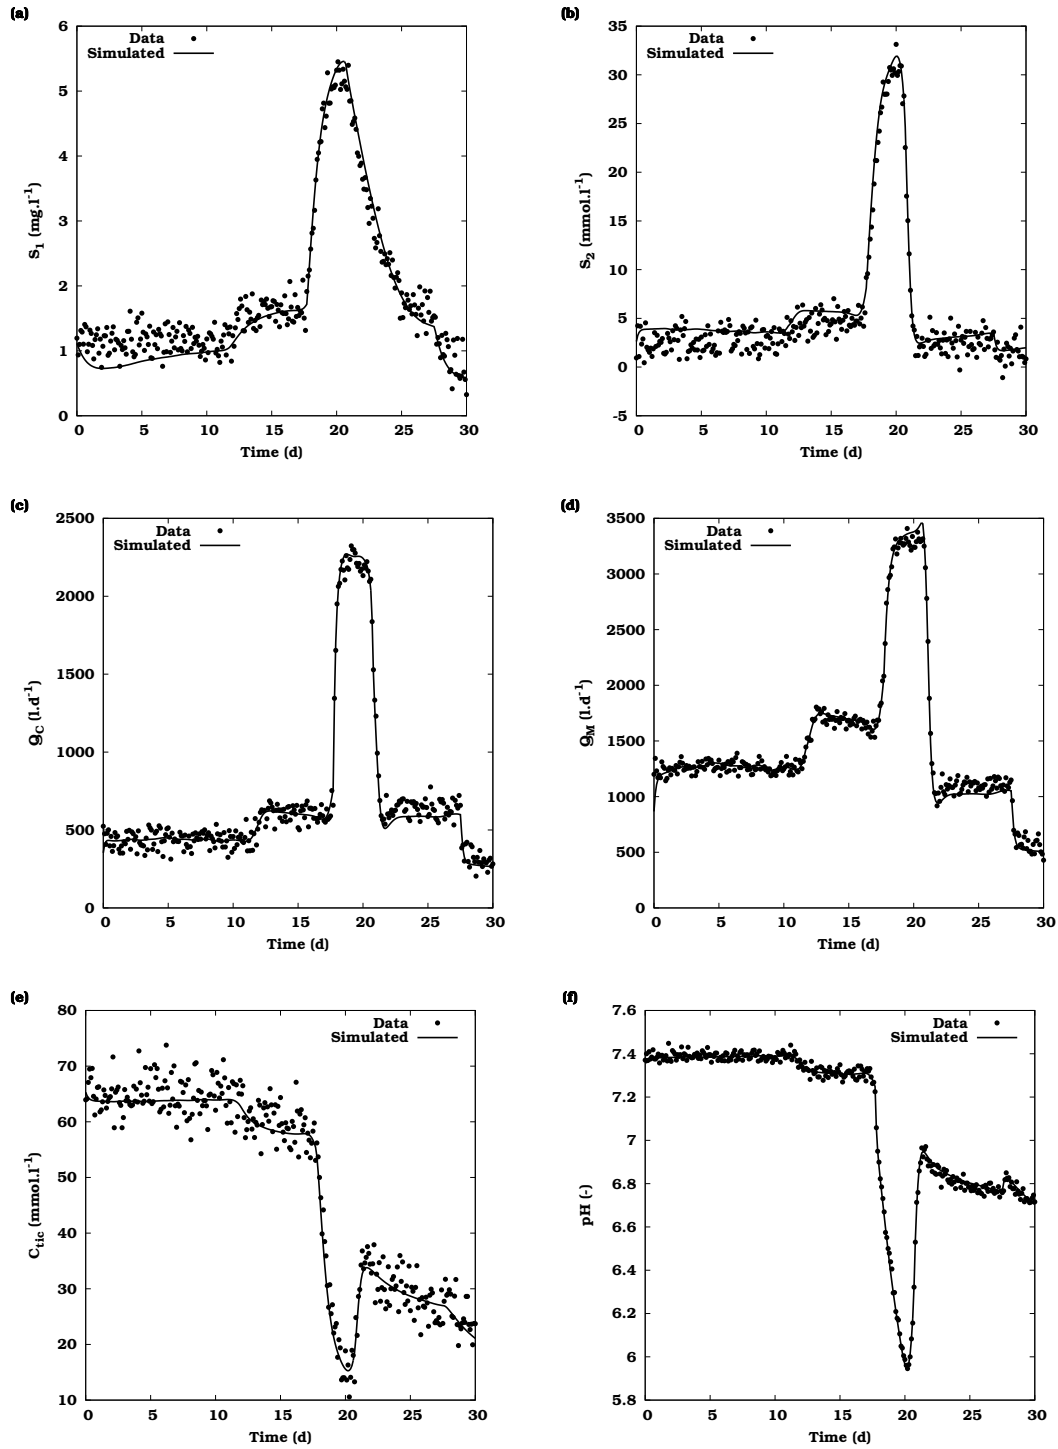 (a)
6
5
4
3
2
1
0
0 5 10 15 20 25 30
S1 (mg.l-1)
Time (d)
Data
Simulated
(b)
35
30
25
20
15
10
5
0
-5
0 5 10 15 20 25 30
S2 (mmol.l-1)
Time (d)
Data
Simulated
(c)
2500
2000
1500
1000
500
0
0 5 10 15 20 25 30
qC (l.d-1)
Time (d)
Data
Simulated
(d)
3500
3000
2500
2000
1500
1000
500
0
0 5 10 15 20 25 30
qM (l.d-1)
Time (d)
Data
Simulated
(e)
80
70
60
50
40
30
20
10
0 5 10 15 20 25 30
Ctic (mmol.l-1)
Time (d)
Data
Simulated
(f)
7.6
7.4
7.2
7
6.8
6.6
6.4
6.2
6
5.8
0 5 10 15 20 25 30
pH (-)
Time (d)
Data
Simulated